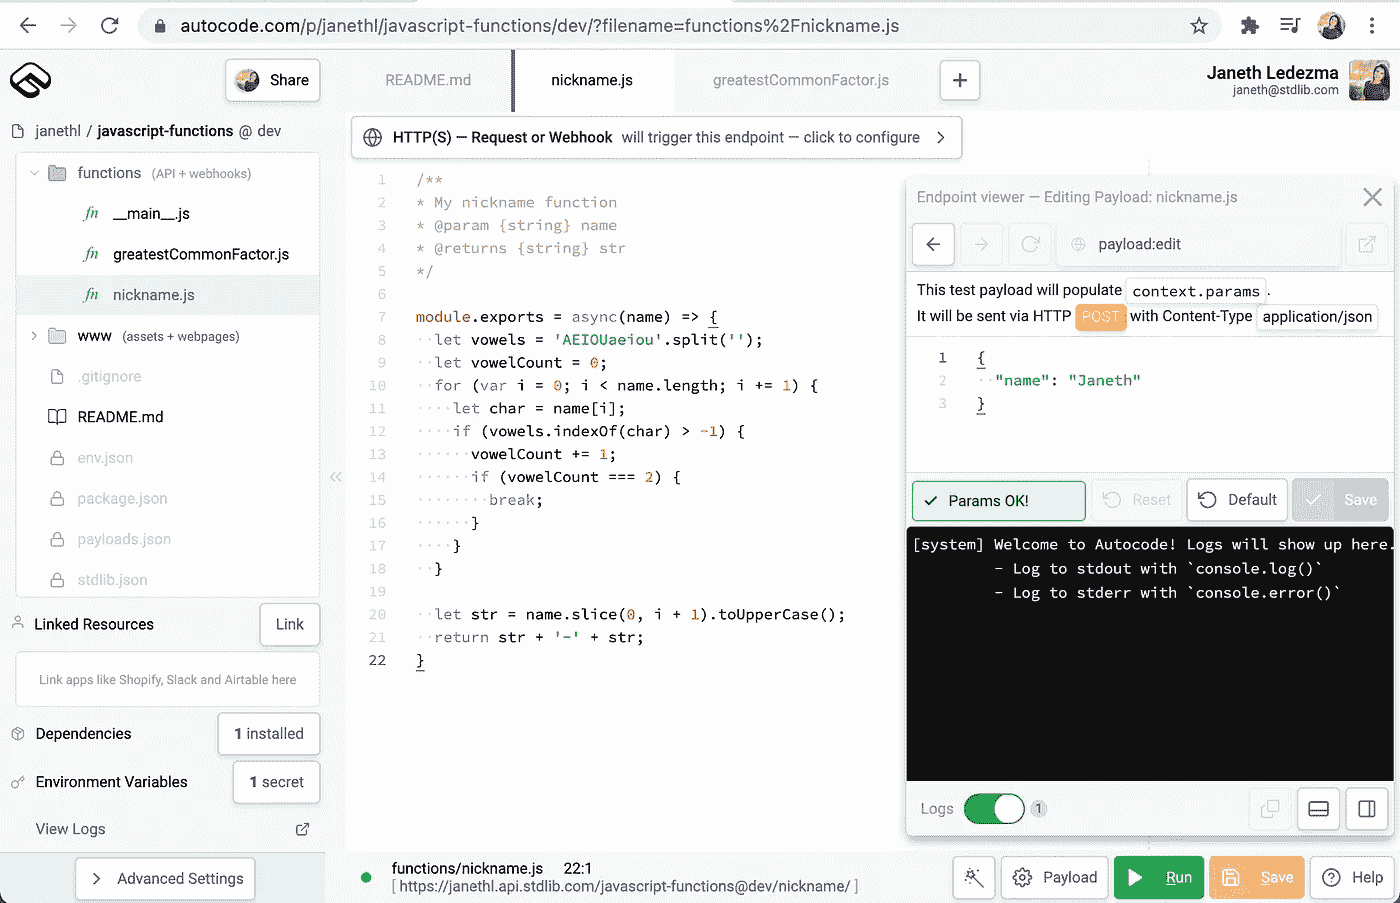 autocode.com/p/janethl/javascript-functions/dev/?filename=functions%2Fnickname.js
Share
README.md
nickname.js
greatestCommonFactor.js
+
Janeth Ledezma
janeth@stdlib.com
janethl / javascript-functions @ dev
functions (API + webhooks)
fn __main__.js
fn greatestCommonFactor.js
fn nickname.js
www (assets + webpages)
.gitignore
README.md
env.json
package.json
payloads.json
stdlib.json
Linked Resources
Link
Link apps like Shopify, Slack and Airtable here
Dependencies
1 installed
Environment Variables
1 secret
View Logs
Advanced Settings
HTTP(S) — Request or Webhook will trigger this endpoint — click to configure
1 /**
2 * My nickname function
3 * @param {string} name
4 * @returns {string} str
5 */
6
7 module.exports = async(name) => {
8 let vowels = 'AEIOUaeiou'.split('');
9 let vowelCount = 0;
10 for (var i = 0; i < name.length; i += 1) {
11 let char = name[i];
12 if (vowels.indexOf(char) > -1) {
13 vowelCount += 1;
14 if (vowelCount === 2) {
15 break;
16 }
17 }
18 }
19
20 let str = name.slice(0, i + 1).toUpperCase();
21 return str + '-' + str;
22 }
Endpoint viewer — Editing Payload: nickname.js
payload:edit
This test payload will populate context.params .
It will be sent via HTTP POST with Content-Type application/json
1 {
2 "name": "Janeth"
3 }
Params OK!
Reset
Default
Save
[system] Welcome to Autocode! Logs will show up here.
- Log to stdout with `console.log()`
- Log to stderr with `console.error()`
Logs
1
functions/nickname.js 22:1
[ https://janethl.api.stdlib.com/javascript-functions@dev/nickname/ ]
Payload
Run
Save
Help